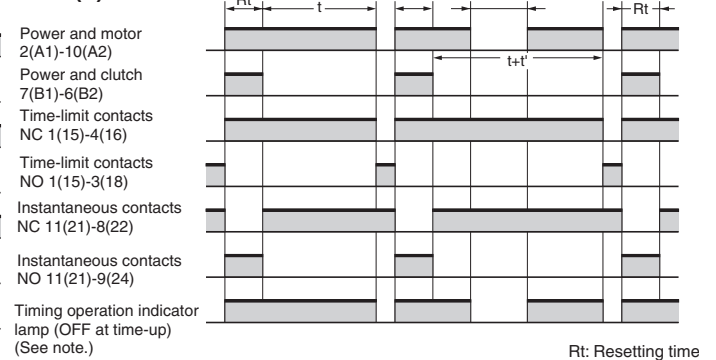 Rt
t
Rt
Power and motor
2(A1)-10(A2)
t+t'
Power and clutch
7(B1)-6(B2)
Time-limit contacts
NC 1(15)-4(16)
Time-limit contacts
NO 1(15)-3(18)
Instantaneous contacts
NC 11(21)-8(22)
Instantaneous contacts
NO 11(21)-9(24)
Timing operation indicator
lamp (OFF at time-up)
(See note.)
Rt: Resetting time